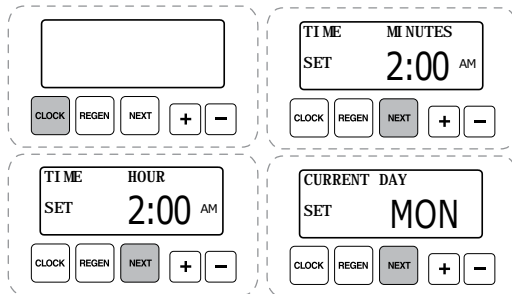 CLOCK REGEN NEXT + −
TIME MINUTES
SET 2:00 AM
CLOCK REGEN NEXT + −
TIME HOUR
SET 2:00 AM
CLOCK REGEN NEXT + −
CURRENT DAY
SET MON
CLOCK REGEN NEXT + −